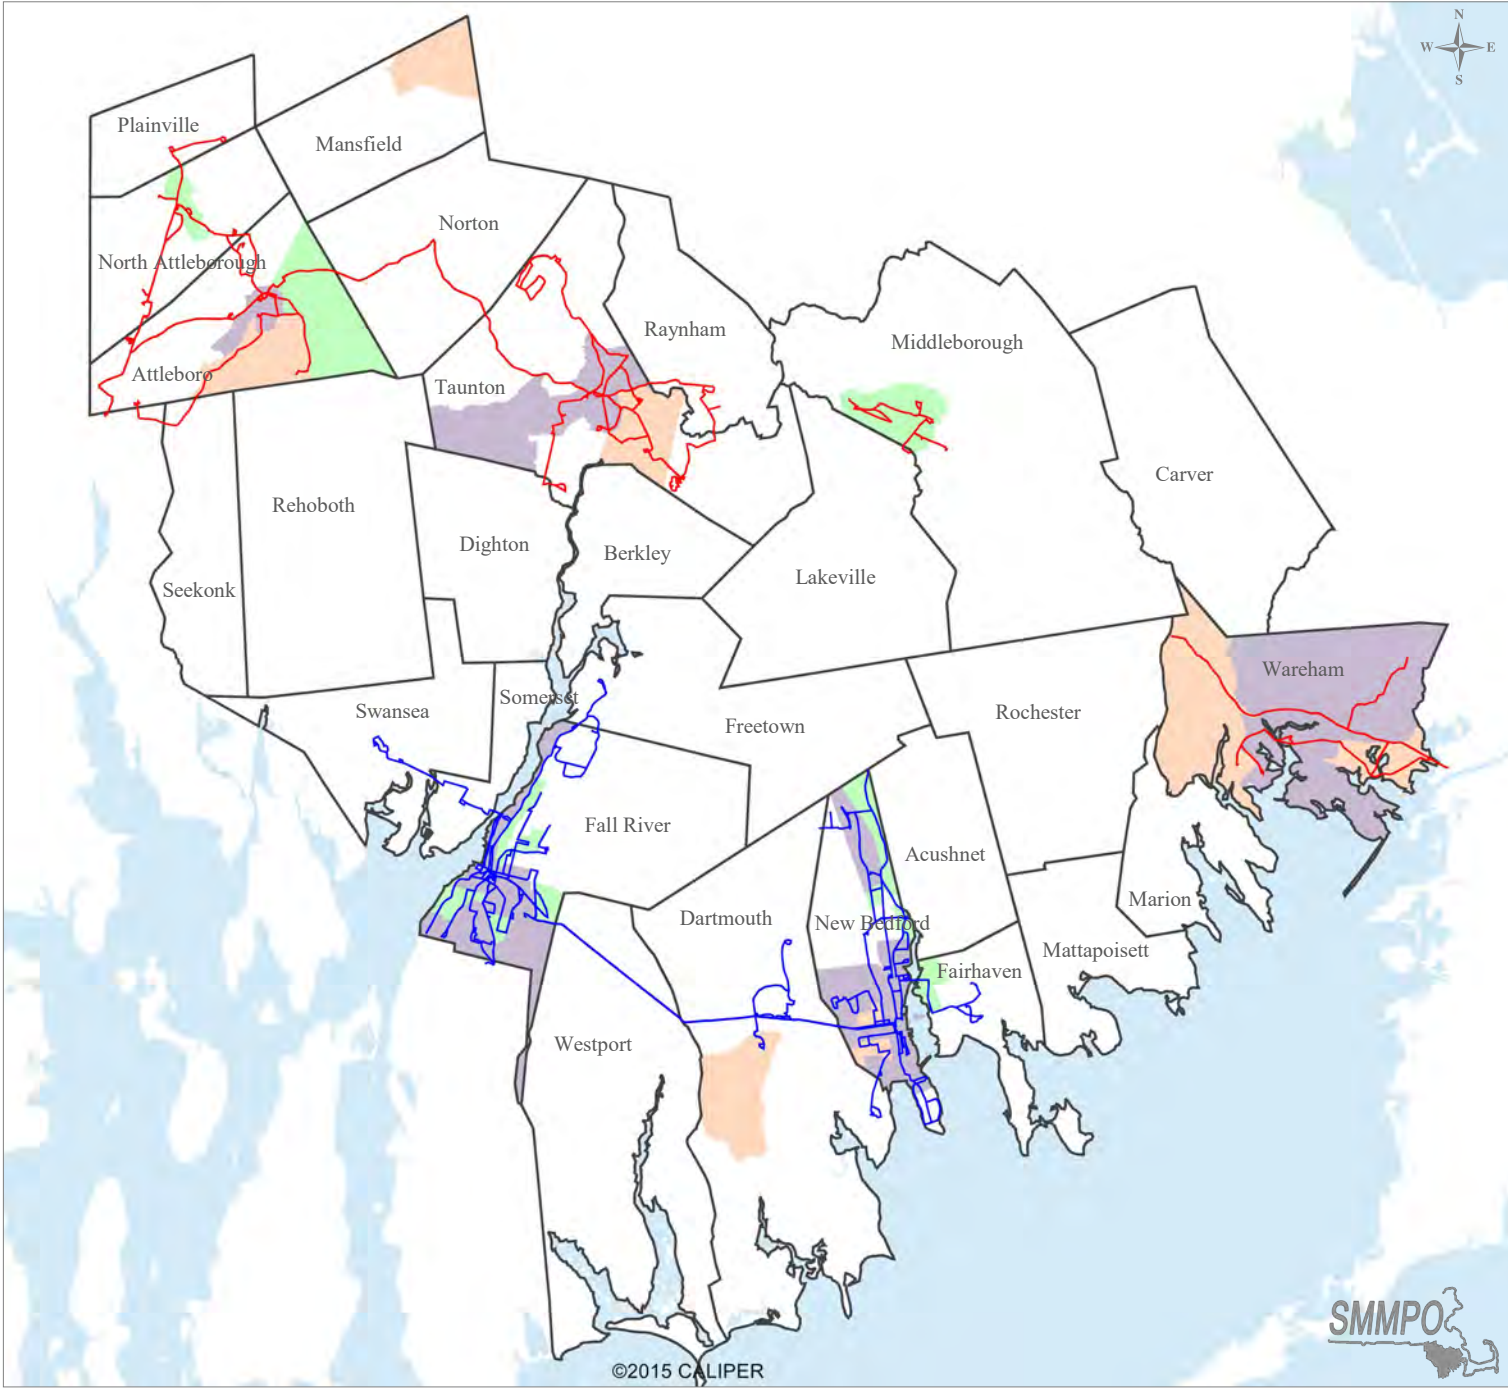 N
W E
S
Plainville
Mansfield
Norton
North Attleborough
Raynham
Middleborough
Attleboro
Taunton
Carver
Rehoboth
Dighton
Berkley
Lakeville
Seekonk
Wareham
Somerset
Swansea
Freetown
Rochester
Fall River
Acushnet
Marion
Dartmouth
New Bedford
Mattapoisett
Fairhaven
Westport
SMMPO
©2015 CALIPER